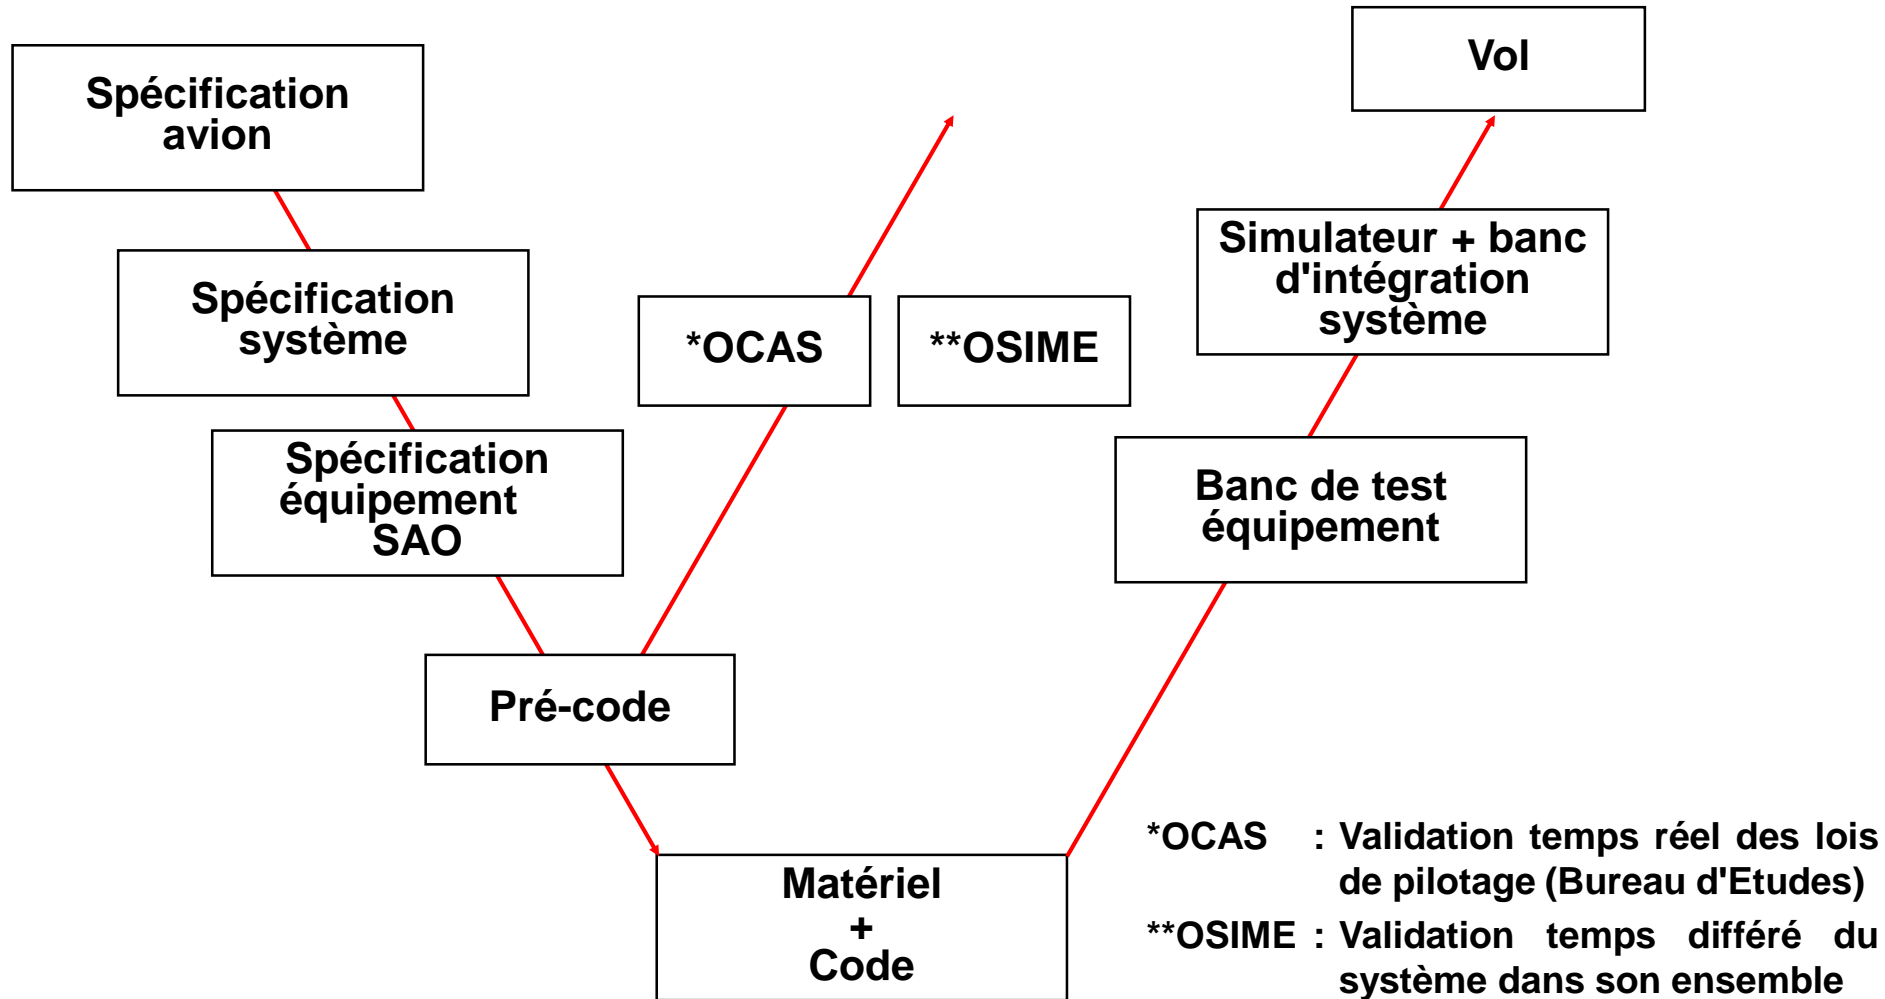 Spécification
avion
Spécification
système
Spécification
équipement
SAO
Pré-code
Matériel
+
Code
*OCAS
**OSIME
Vol
Simulateur + banc
d'intégration
système
Banc de test
équipement
*OCAS : Validation temps réel des lois
de pilotage (Bureau d'Etudes)
**OSIME : Validation temps différé du
système dans son ensemble